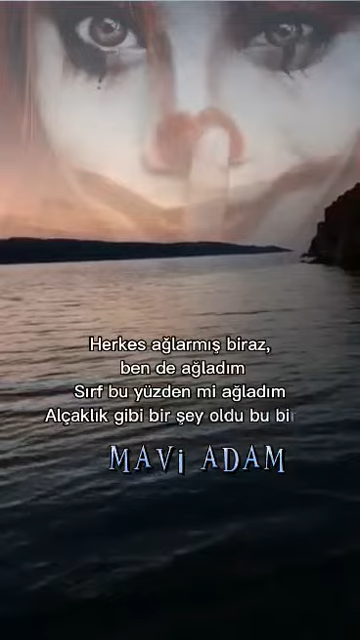 Herkes ağlarmış biraz,
ben de ağladım
Sırf bu yüzden mi ağladım
Alçaklık gibi bir şey oldu bu bi
MAVi ADAM